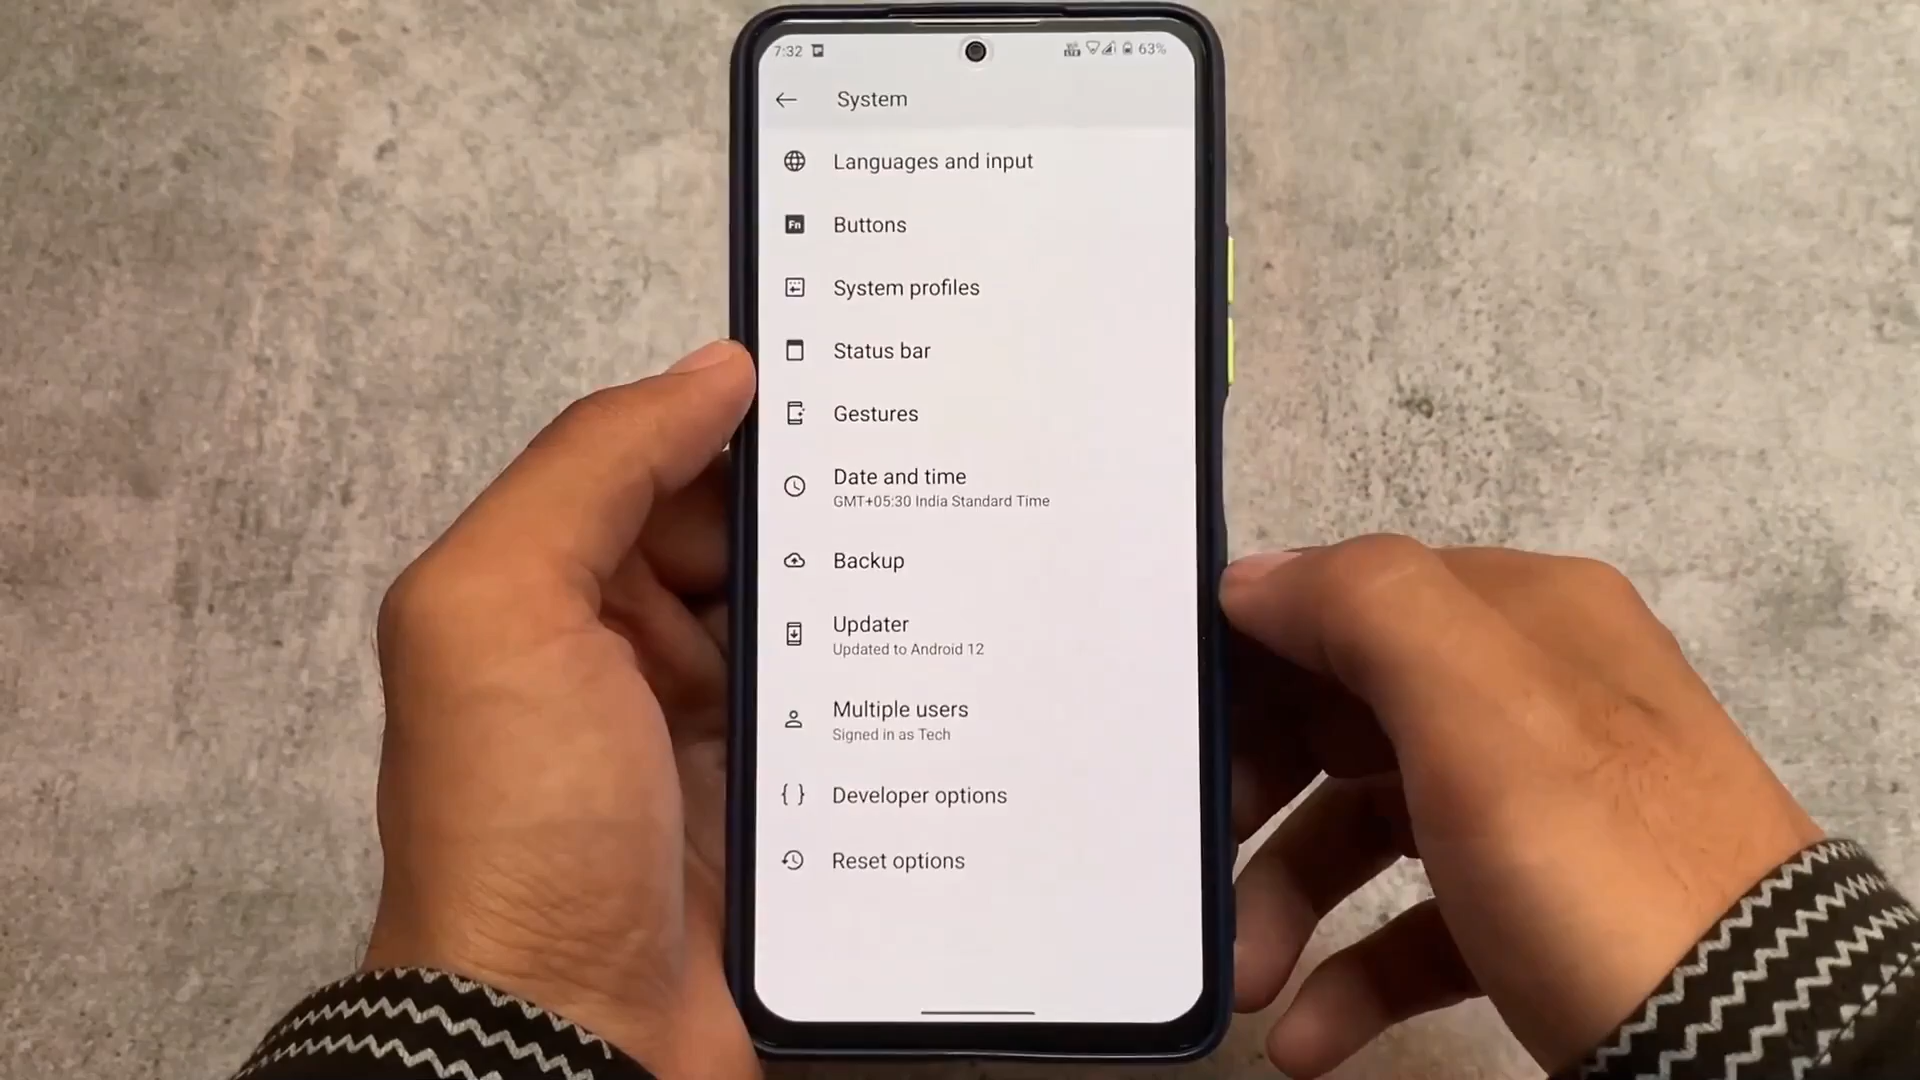 7:32 63%
System
Languages and input
Fn Buttons
System profiles
Status bar
Gestures
Date and time
GMT+05:30 India Standard Time
Backup
Updater
Updated to Android 12
Multiple users
Signed in as Tech
{ } Developer options
Reset options